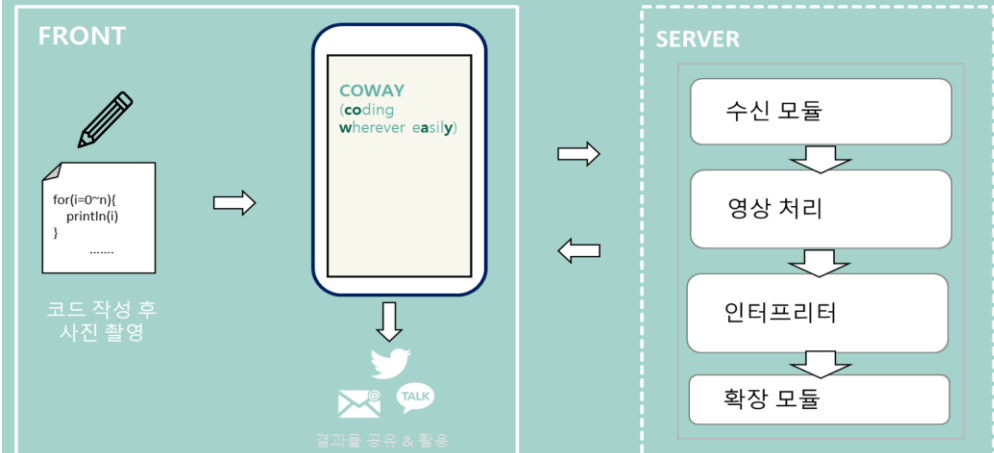 FRONT
for(i=0~n){
println(i)
}
.......
코드 작성 후
사진 촬영
COWAY
(coding
wherever easily)
@
TALK
결과물 공유 & 활용
SERVER
수신 모듈
영상 처리
인터프리터
확장 모듈